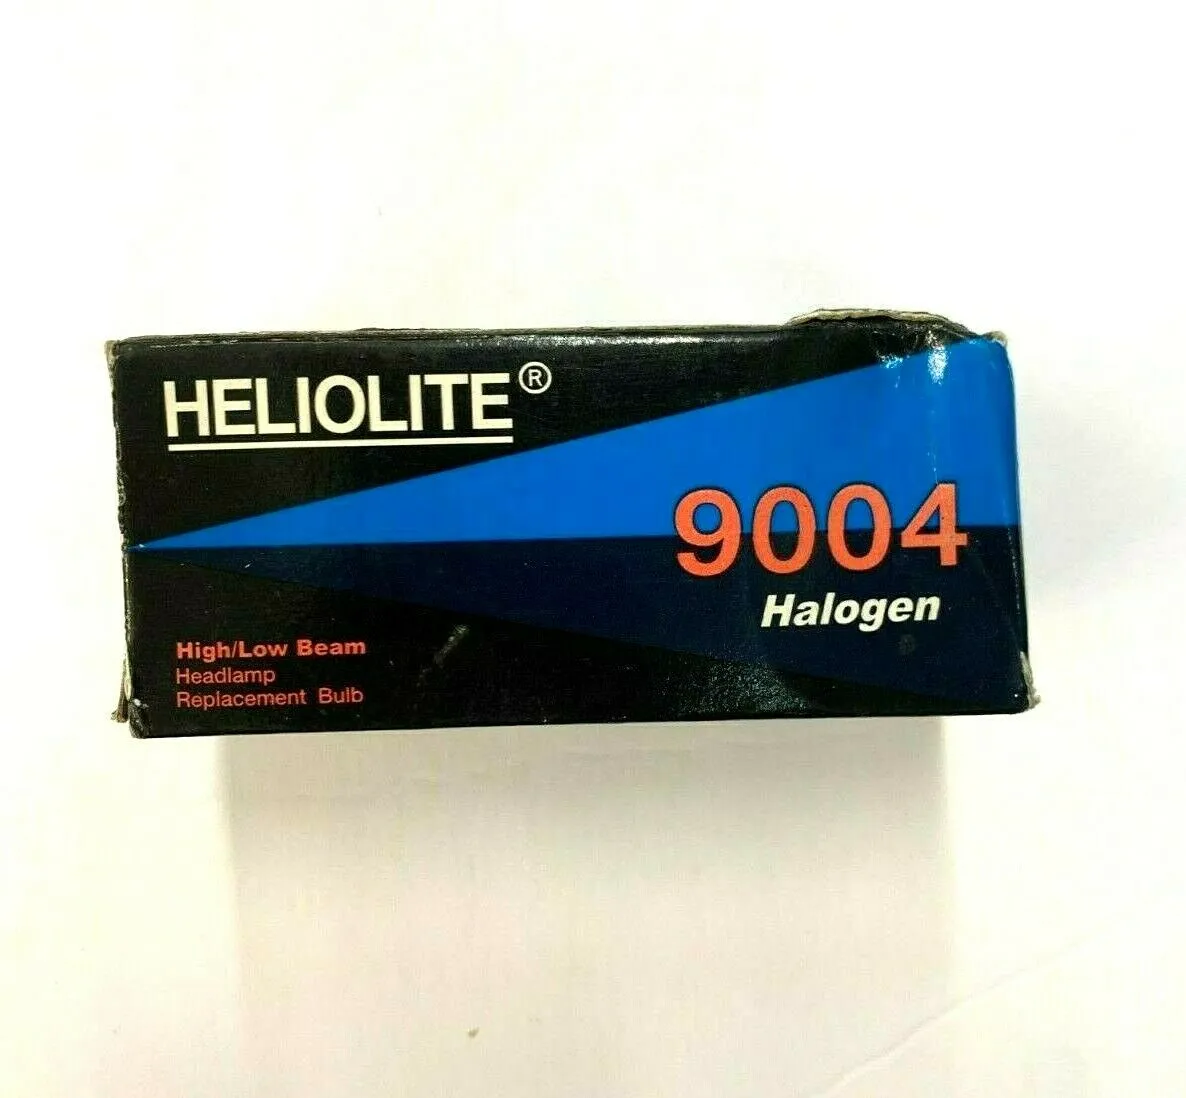 HELIOLITE®
9004
Halogen
High/Low Beam
Headlamp
Replacement Bulb